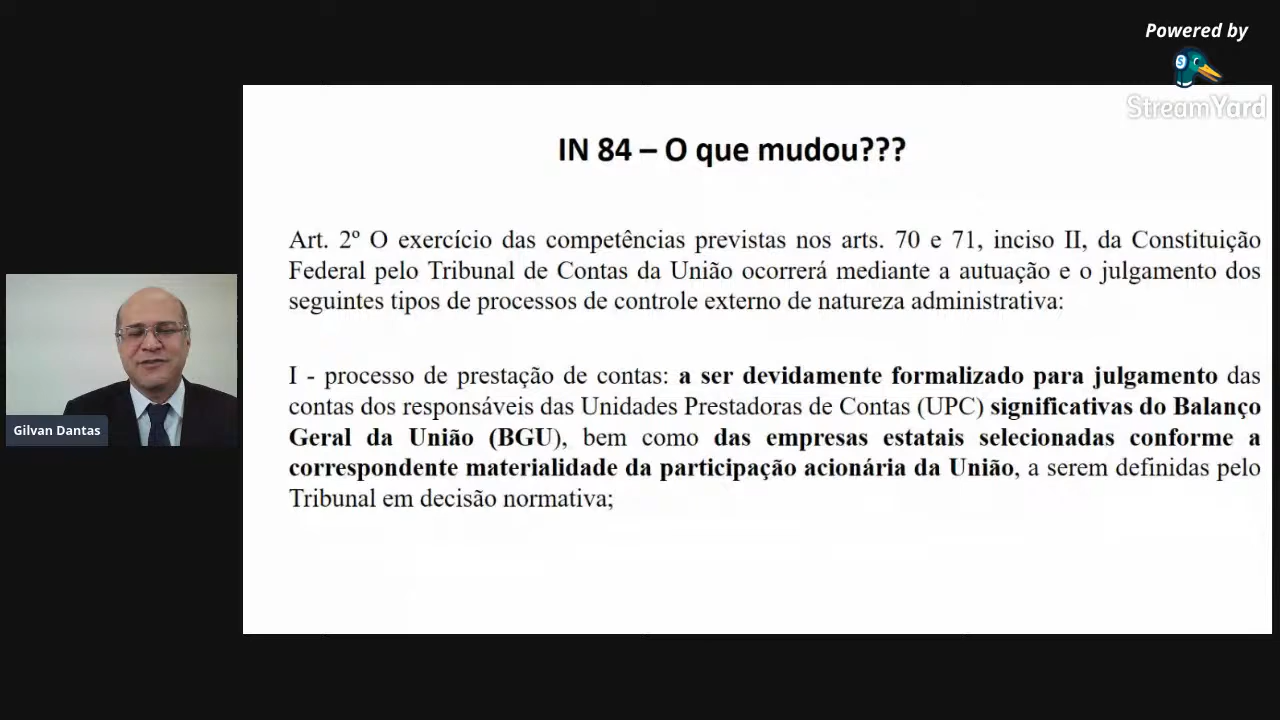 Powered by
StreamYard
IN 84 – O que mudou???
Art. 2º O exercício das competências previstas nos arts. 70 e 71, inciso II, da Constituição
Federal pelo Tribunal de Contas da União ocorrerá mediante a autuação e o julgamento dos
seguintes tipos de processos de controle externo de natureza administrativa:
I - processo de prestação de contas: a ser devidamente formalizado para julgamento das
contas dos responsáveis das Unidades Prestadoras de Contas (UPC) significativas do Balanço
Geral da União (BGU), bem como das empresas estatais selecionadas conforme a
correspondente materialidade da participação acionária da União, a serem definidas pelo
Tribunal em decisão normativa;
Gilvan Dantas